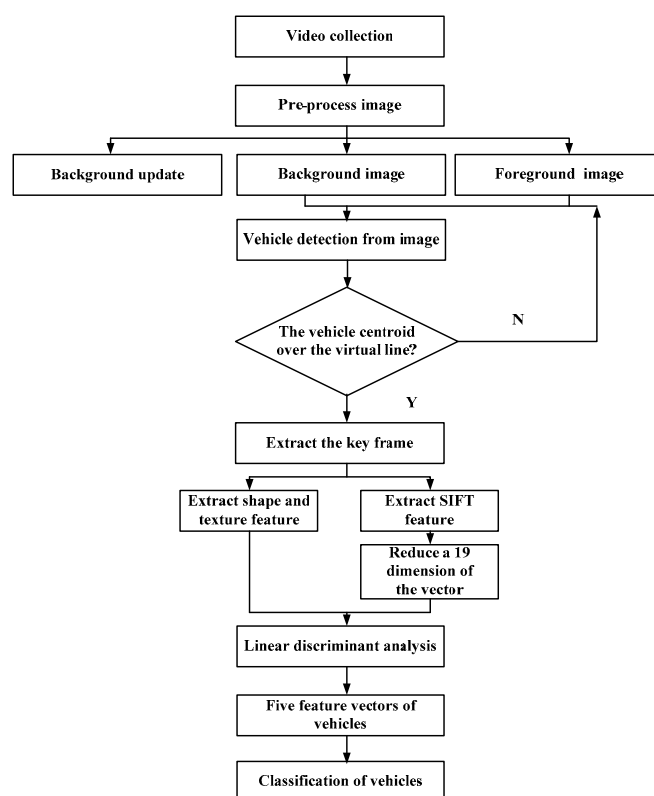 Video collection
Pre-process image
Background update
Background image
Foreground image
Vehicle detection from image
The vehicle centroid
over the virtual line?
N
Y
Extract the key frame
Extract shape and
texture feature
Extract SIFT
feature
Reduce a 19
dimension of
the vector
Linear discriminant analysis
Five feature vectors of
vehicles
Classification of vehicles